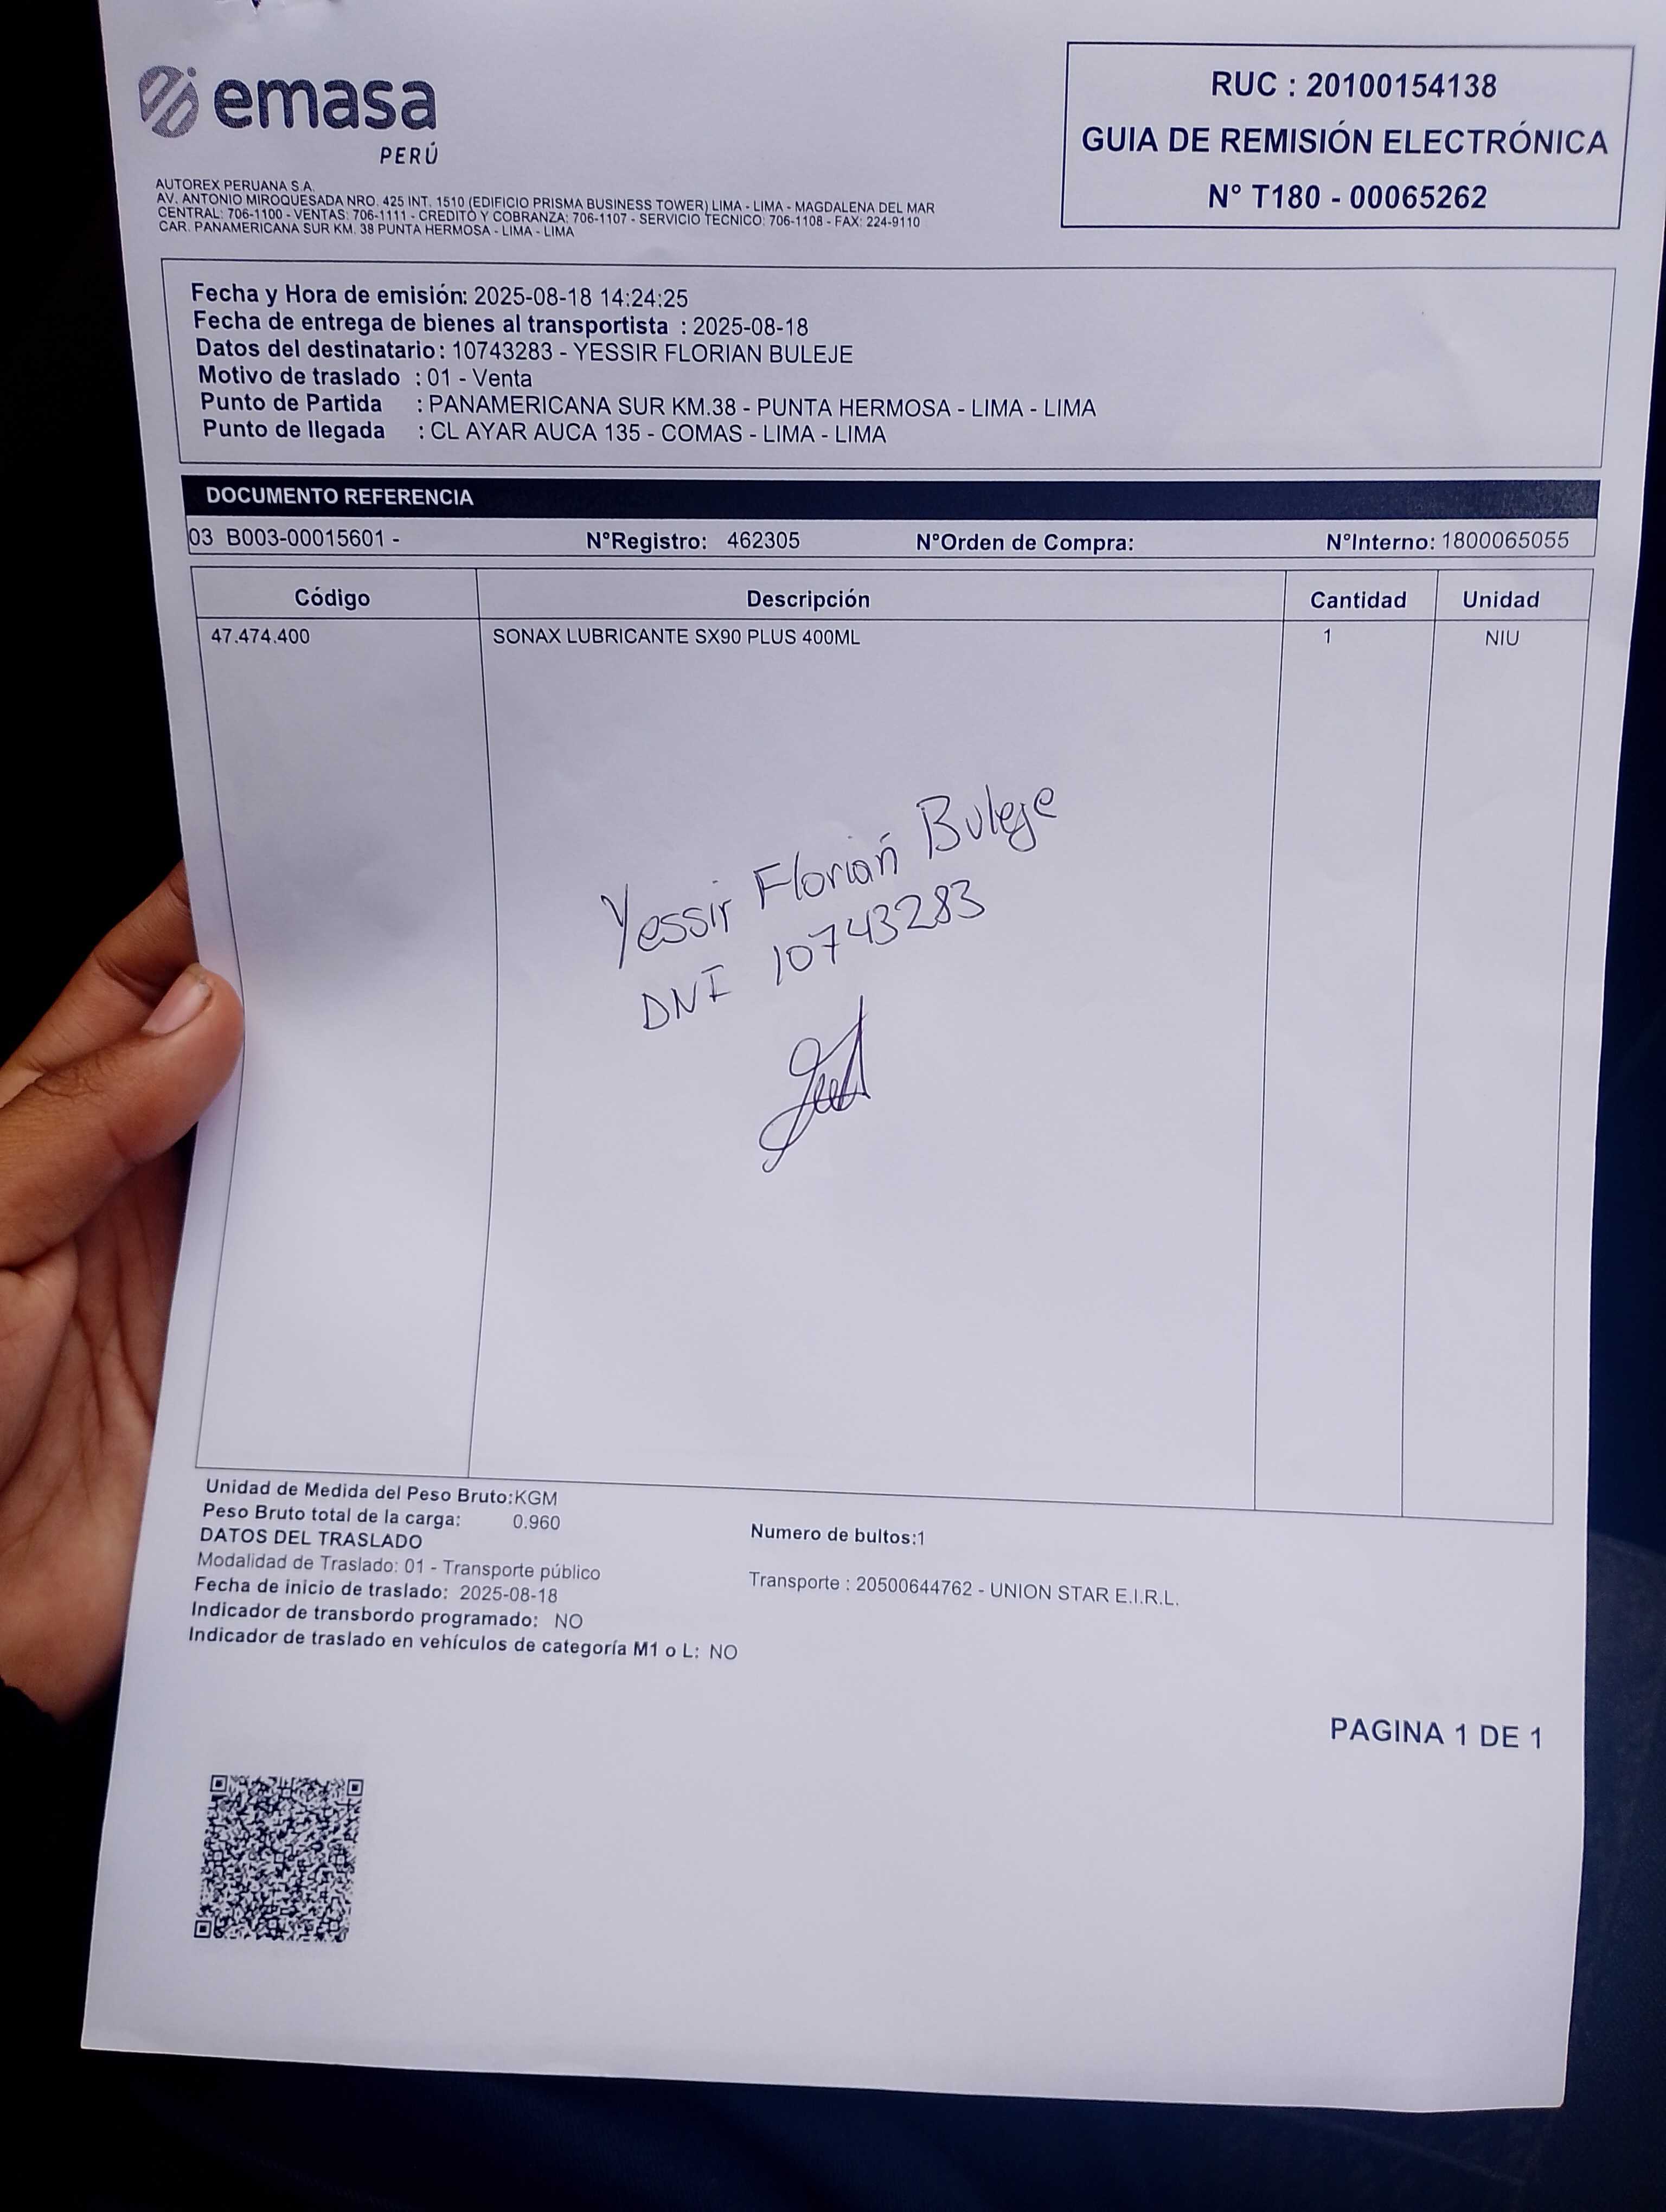 emasa
PERÚ
RUC : 20100154138
GUIA DE REMISIÓN ELECTRÓNICA
N° T180 - 00065262
AUTOREX PERUANA S.A.
AV. ANTONIO MIROQUESADA NRO. 425 INT. 1510 (EDIFICIO PRISMA BUSINESS TOWER) LIMA - LIMA - MAGDALENA DEL MAR
CENTRAL: 706-1100 - VENTAS: 706-1111 - CREDITO Y COBRANZA: 706-1107 - SERVICIO TECNICO: 706-1108 - FAX: 224-9110
CAR. PANAMERICANA SUR KM. 38 PUNTA HERMOSA - LIMA - LIMA
Fecha y Hora de emisión: 2025-08-18 14:24:25
Fecha de entrega de bienes al transportista : 2025-08-18
Datos del destinatario: 10743283 - YESSIR FLORIAN BULEJE
Motivo de traslado : 01 - Venta
Punto de Partida : PANAMERICANA SUR KM.38 - PUNTA HERMOSA - LIMA - LIMA
Punto de llegada : CL AYAR AUCA 135 - COMAS - LIMA - LIMA
DOCUMENTO REFERENCIA
03 B003-00015601 - N°Registro: 462305 N°Orden de Compra: N°Interno: 1800065055
Código Descripción Cantidad Unidad
47.474.400 SONAX LUBRICANTE SX90 PLUS 400ML 1 NIU
Yessir Florian Buleje
DNI 10743283
Unidad de Medida del Peso Bruto:KGM
Peso Bruto total de la carga: 0.960
Numero de bultos:1
DATOS DEL TRASLADO
Modalidad de Traslado: 01 - Transporte público
Transporte : 20500644762 - UNION STAR E.I.R.L.
Fecha de inicio de traslado: 2025-08-18
Indicador de transbordo programado: NO
Indicador de traslado en vehículos de categoría M1 o L: NO
PAGINA 1 DE 1